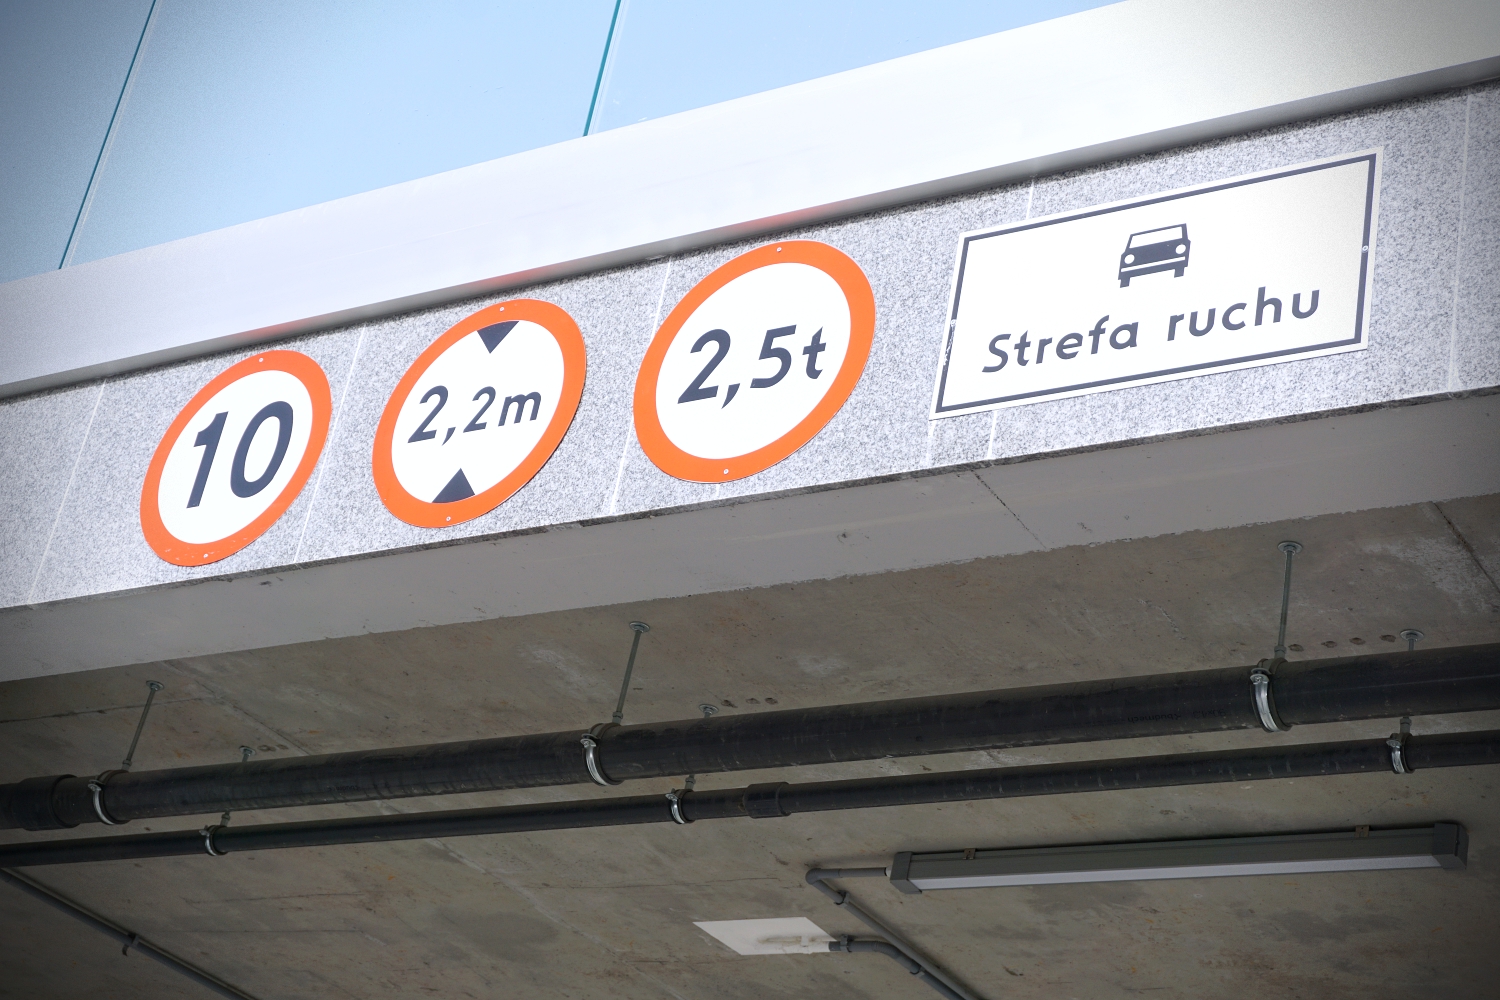 10
2,2m
2,5t
Strefa ruchu